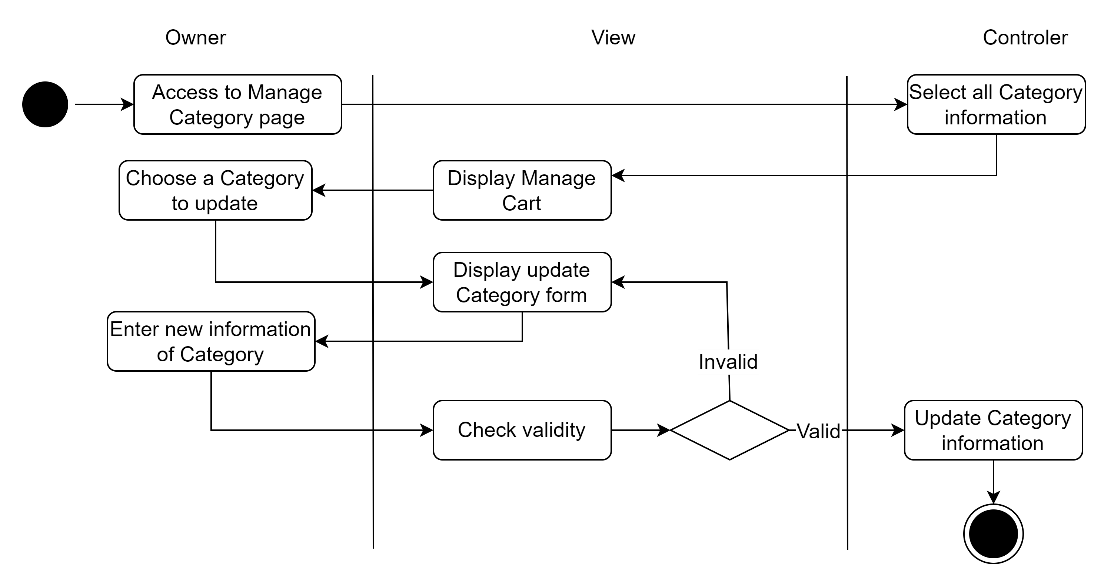 Owner
View
Controler
Access to Manage
Category page
Select all Category
information
Choose a Category
to update
Display Manage
Cart
Display update
Category form
Enter new information
of Category
Invalid
Check validity
Valid
Update Category
information